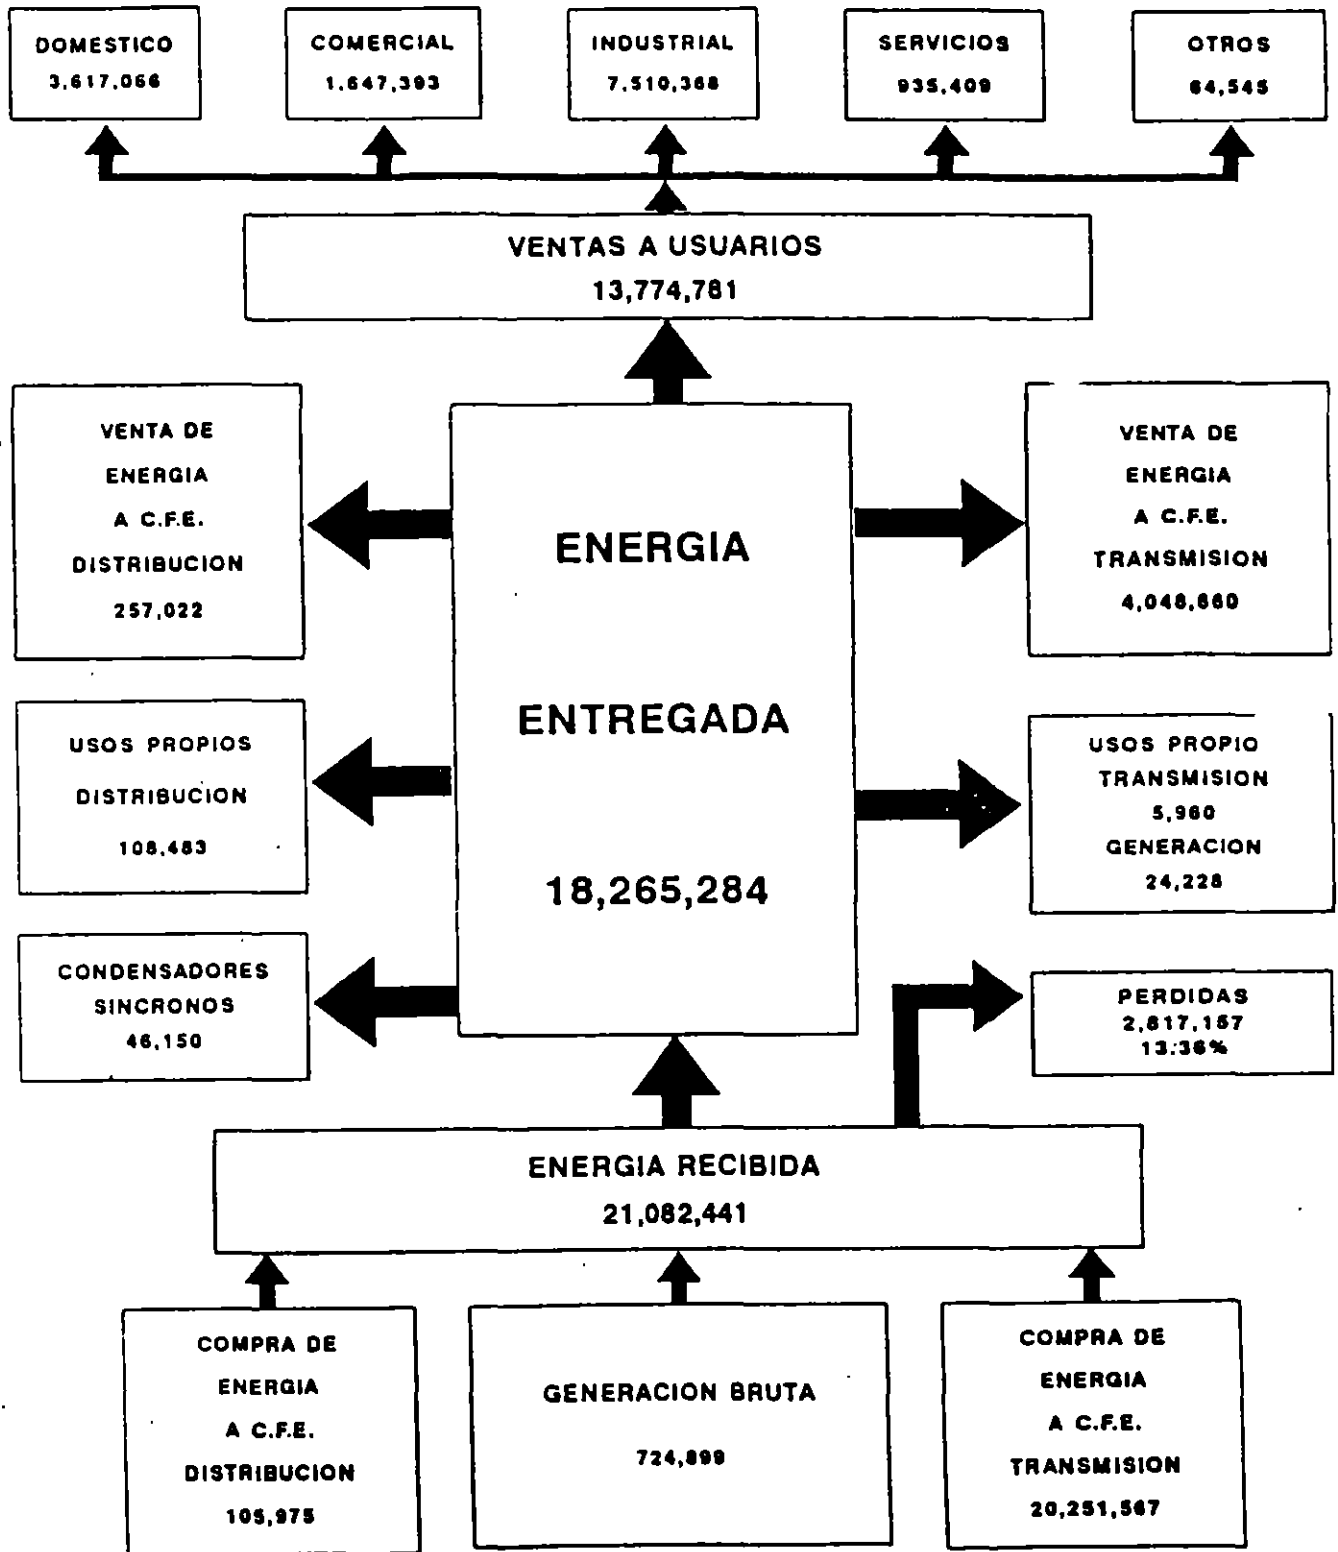 DOMESTICO
3,617,066
COMERCIAL
1,647,393
INDUSTRIAL
7,510,368
SERVICIOS
935,409
OTROS
64,545
VENTAS A USUARIOS
13,774,781
VENTA DE
ENERGIA
A C.F.E.
DISTRIBUCION
257,022
ENERGIA
ENTREGADA
18,265,284
VENTA DE
ENERGIA
A C.F.E.
TRANSMISION
4,048,660
USOS PROPIOS
DISTRIBUCION
108,483
USOS PROPIO
TRANSMISION
5,960
GENERACION
24,228
CONDENSADORES
SINCRONOS
46,150
PERDIDAS
2,817,157
13.36%
ENERGIA RECIBIDA
21,082,441
COMPRA DE
ENERGIA
A C.F.E.
DISTRIBUCION
105,975
GENERACION BRUTA
724,899
COMPRA DE
ENERGIA
A C.F.E.
TRANSMISION
20,251,567